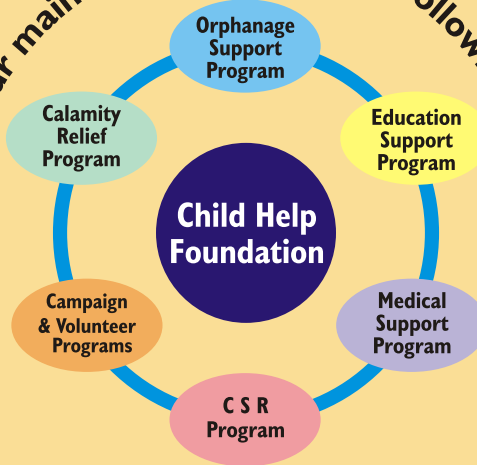 Orphanage
Support
Program
Education
Support
Program
Medical
Support
Program
C S R
Program
Campaign
& Volunteer
Programs
Calamity
Relief
Program
Child Help
Foundation